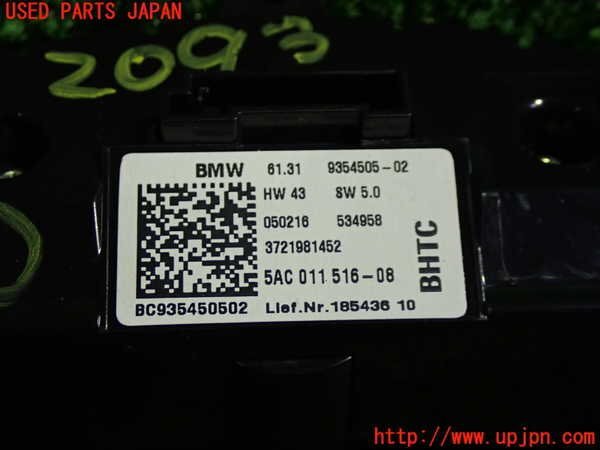 USED PARTS JAPAN
2093
BMW 61.31 9354505-02
HW 43 SW 5.0
050216 534958
3721981452
5AC 011 516-08
BC935450502 Lief.Nr.185436 10
BHTC
http://www.upjpn.com/